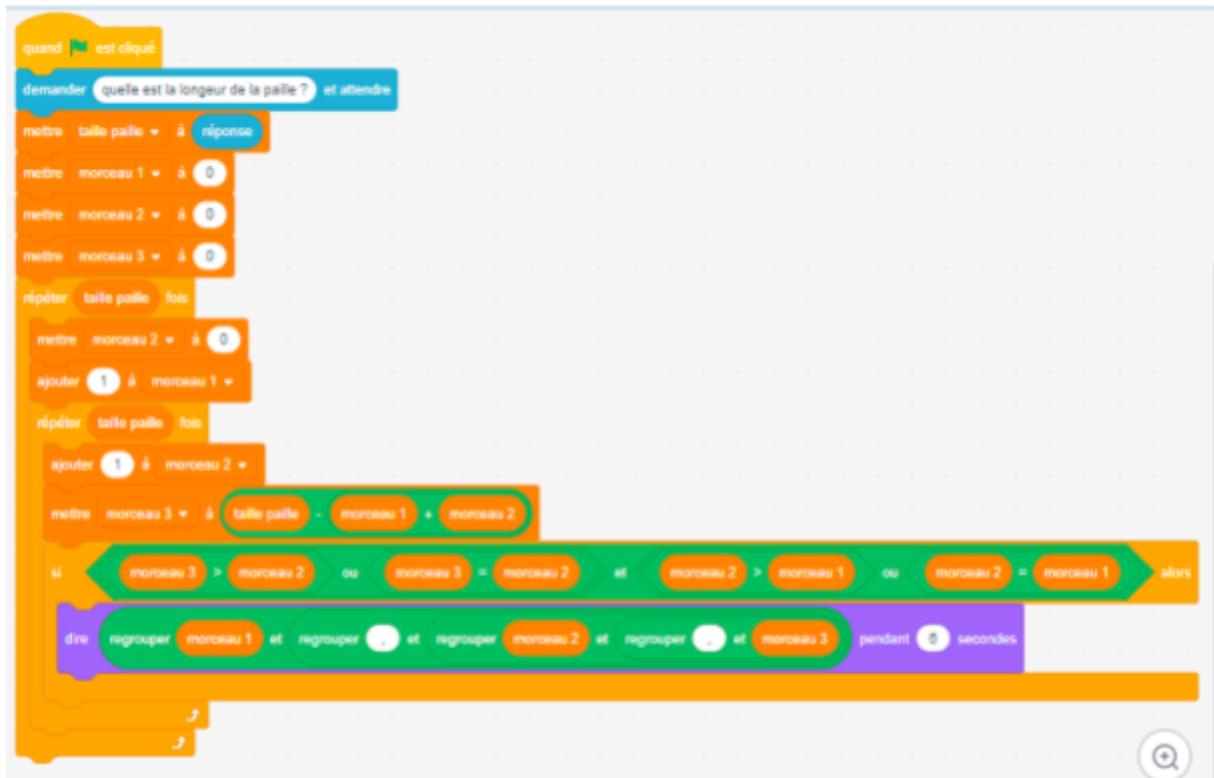 quand est cliqué
demander quelle est la longeur de la paille ? et attendre
mettre taille paille à réponse
mettre morceau 1 à 0
mettre morceau 2 à 0
mettre morceau 3 à 0
répéter taille paille fois
mettre morceau 2 à 0
ajouter 1 à morceau 1
répéter taille paille fois
ajouter 1 à morceau 2
mettre morceau 3 à taille paille - morceau 1 + morceau 2
si morceau 3 > morceau 2 ou morceau 3 = morceau 2 et morceau 2 > morceau 1 ou morceau 2 = morceau 1 alors
dire regrouper morceau 1 et regrouper et regrouper morceau 2 et regrouper et morceau 3 pendant secondes